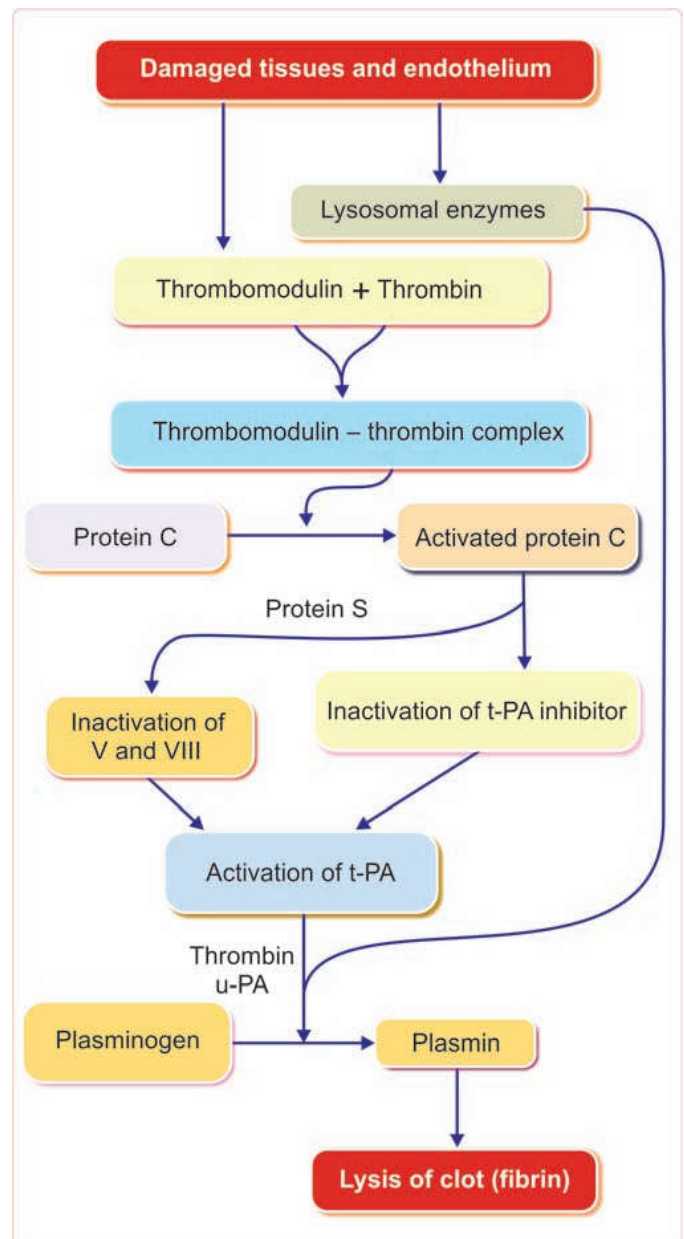 Damaged tissues and endothelium
Lysosomal enzymes
Thrombomodulin + Thrombin
Thrombomodulin – thrombin complex
Protein C
Activated protein C
Protein S
Inactivation of
V and VIII
Inactivation of t-PA inhibitor
Activation of t-PA
Thrombin
u-PA
Plasminogen
Plasmin
Lysis of clot (fibrin)